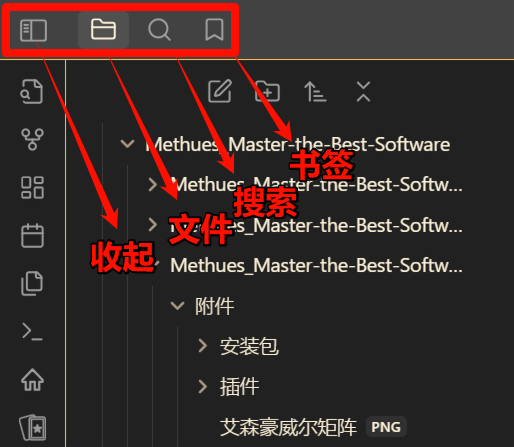 Methues_Master-the-Best-Software
书签
Methues_Master-the-Best-Softw...
搜索
Methues_Master-the-Best-Softw...
文件
收起
Methues_Master-the-Best-Softw...
附件
安装包
插件
艾森豪威尔矩阵 PNG